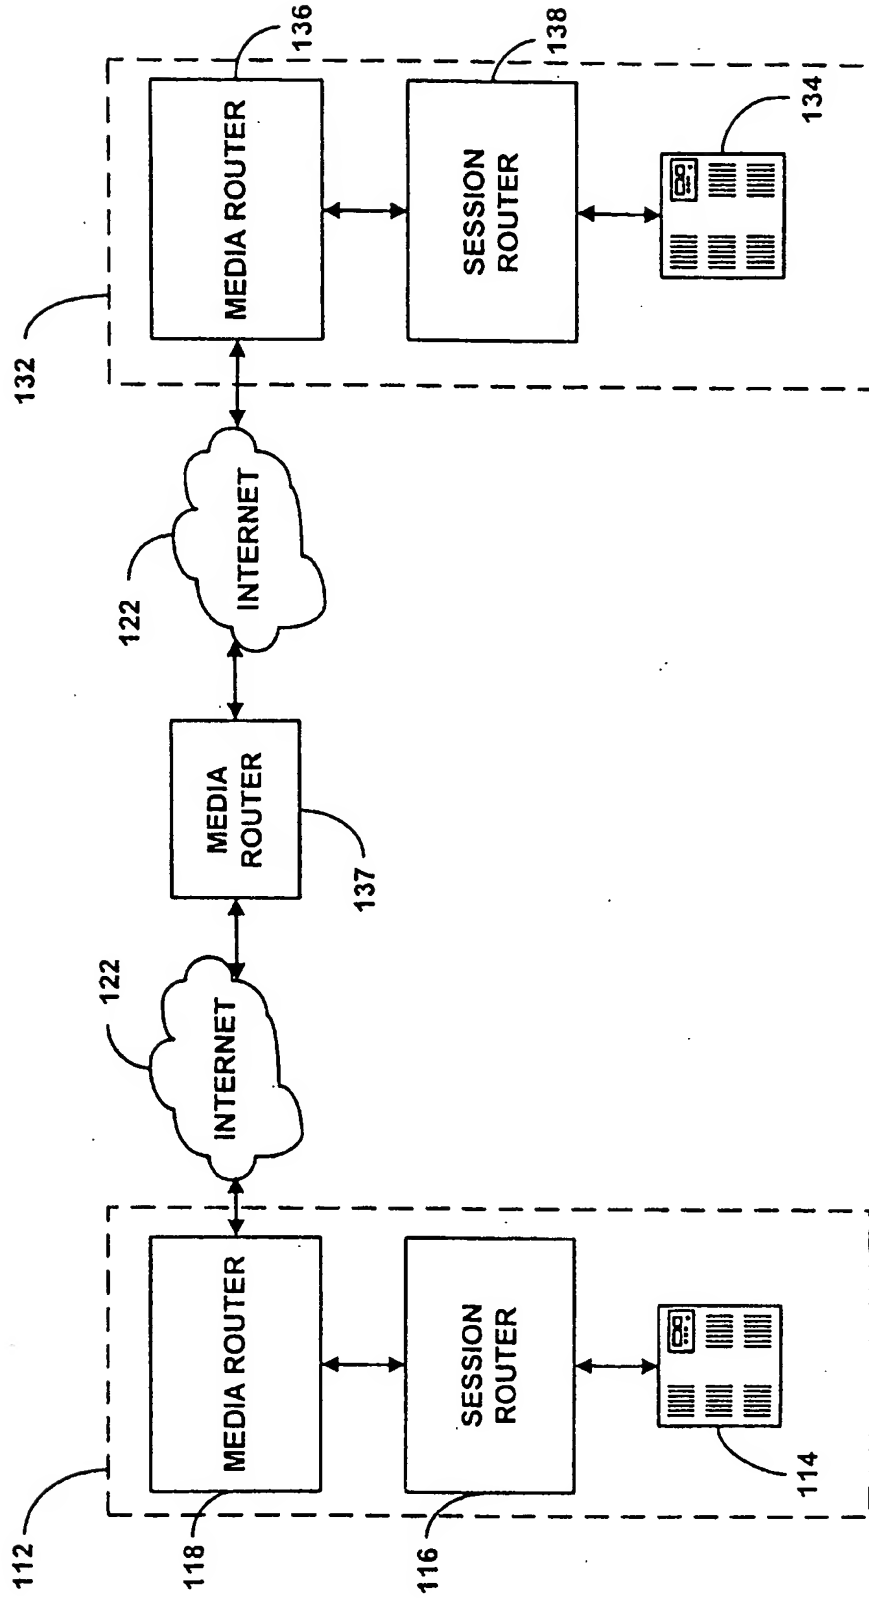 132
136
MEDIA ROUTER
138
SESSION
ROUTER
134
122
INTERNET
MEDIA
ROUTER
137
122
INTERNET
112
MEDIA ROUTER
118
SESSION
ROUTER
116
114